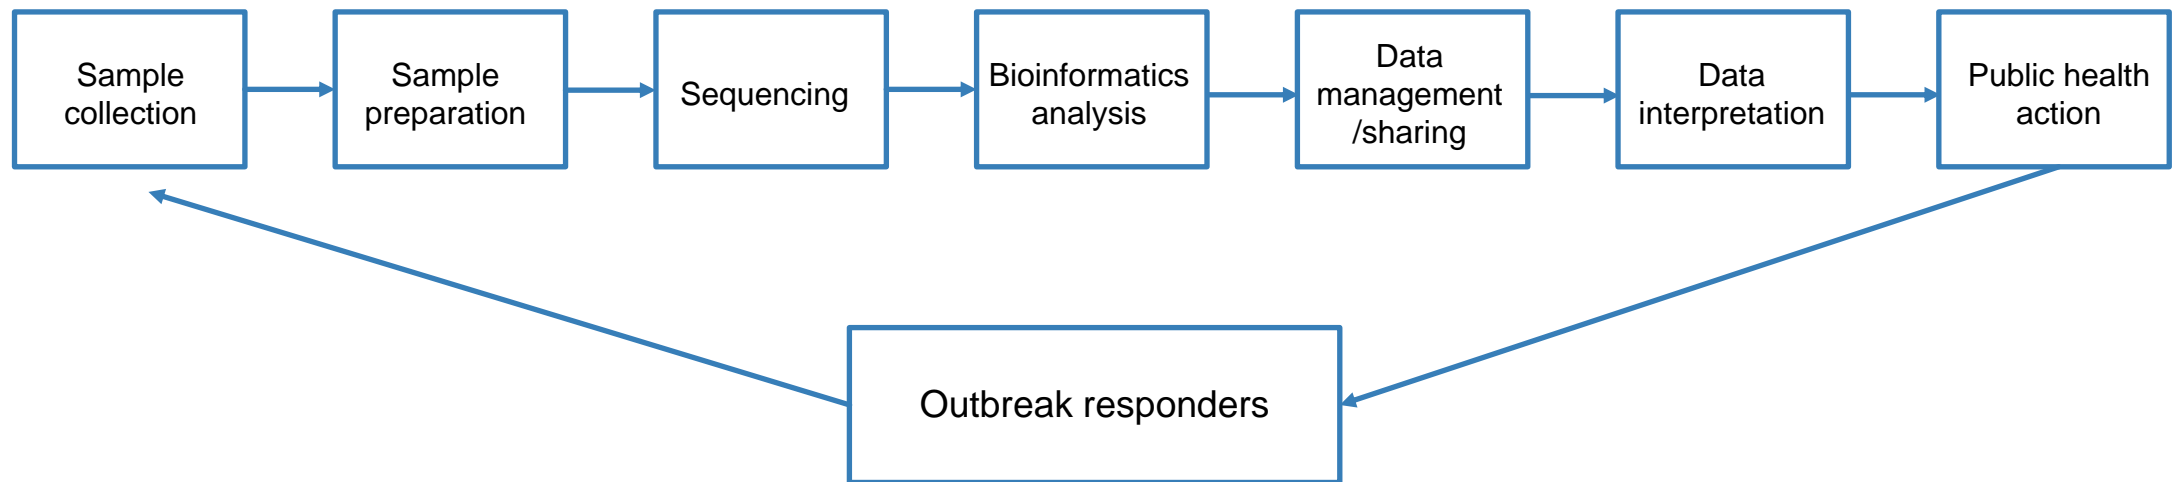 Sample
collection
Sample
preparation
Sequencing
Bioinformatics
analysis
Data
management
/sharing
Data
interpretation
Public health
action
Outbreak responders